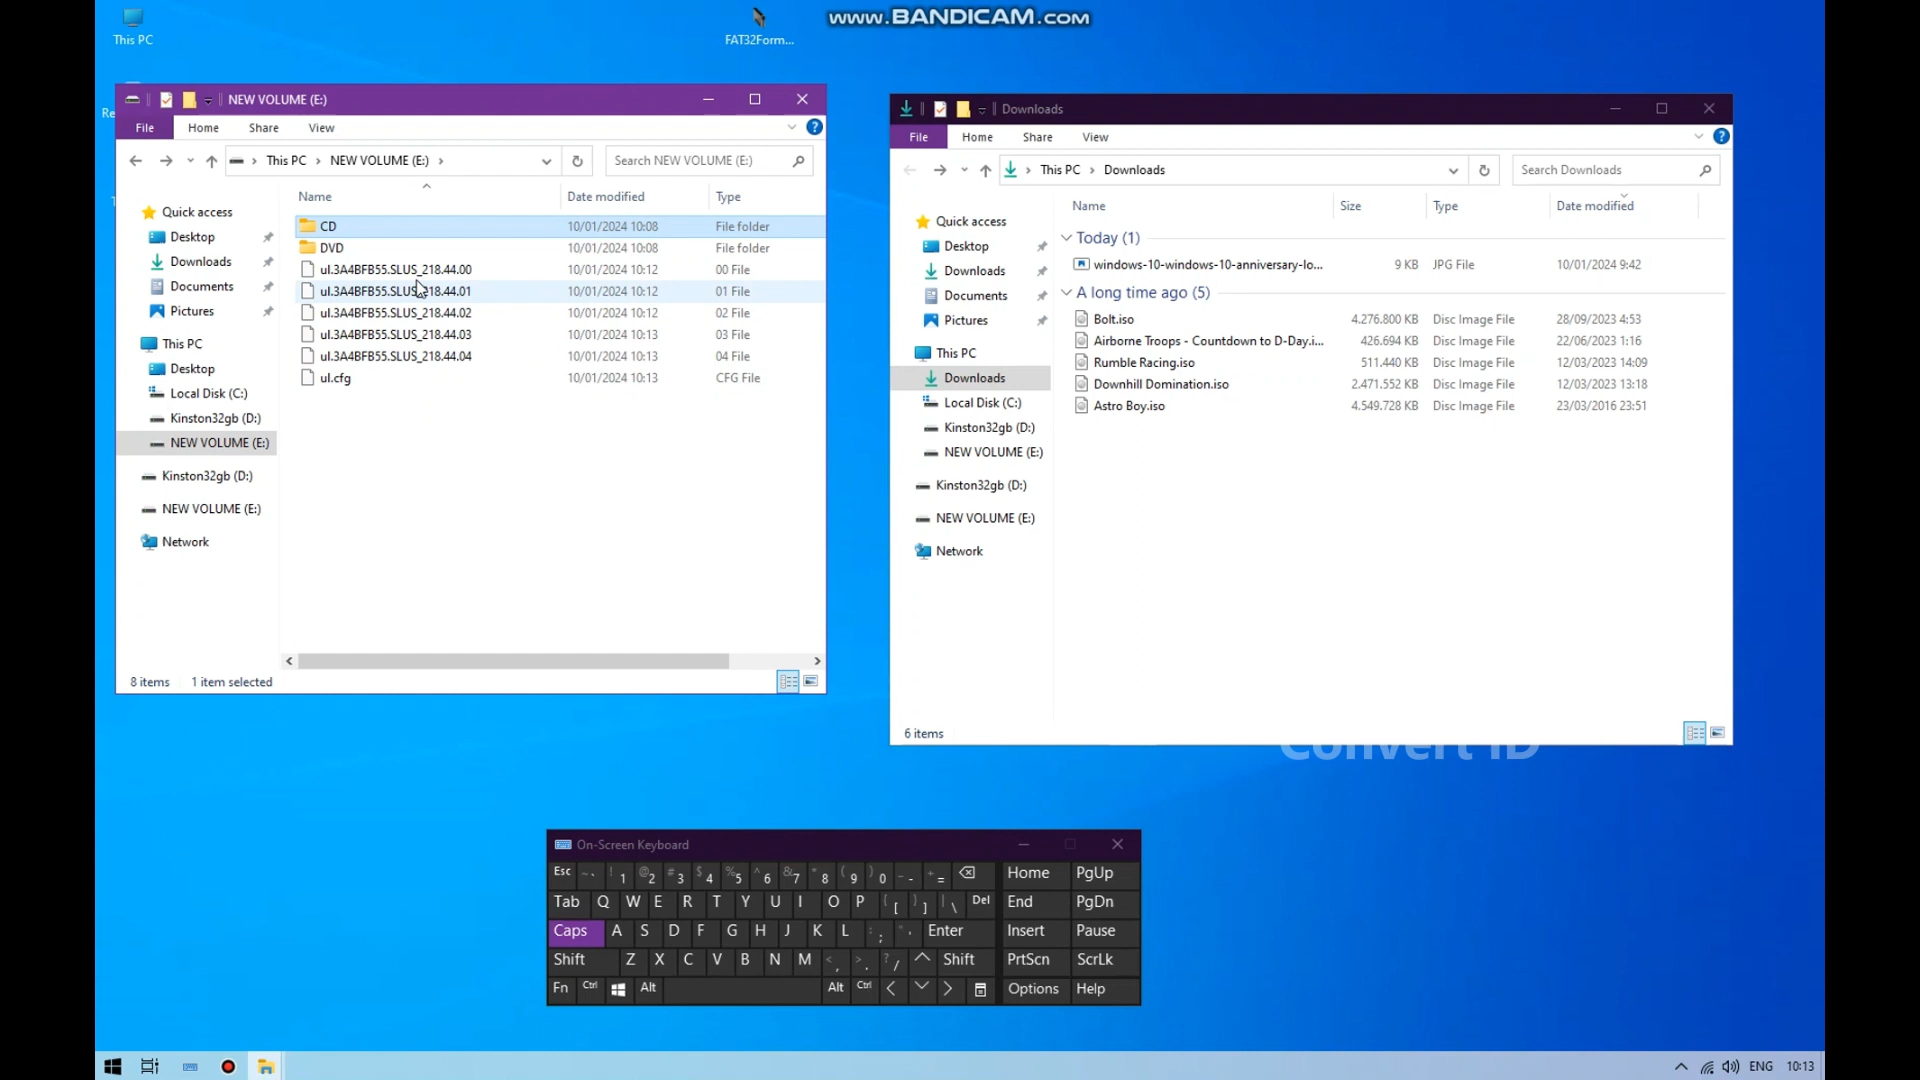 This PC
FAT32Form...
www.BANDICAM.com
Re
NEW VOLUME (E:)
File
Home
Share
View
This PC
NEW VOLUME (E:)
Search NEW VOLUME (E:)
Name
Date modified
Type
Quick access
Desktop
Downloads
Documents
Pictures
This PC
Desktop
Local Disk (C:)
Kinston32gb (D:)
NEW VOLUME (E:)
Kinston32gb (D:)
NEW VOLUME (E:)
Network
CD 10/01/2024 10:08 File folder
DVD 10/01/2024 10:08 File folder
ul.3A4BFB55.SLUS_218.44.00 10/01/2024 10:12 00 File
ul.3A4BFB55.SLUS_218.44.01 10/01/2024 10:12 01 File
ul.3A4BFB55.SLUS_218.44.02 10/01/2024 10:12 02 File
ul.3A4BFB55.SLUS_218.44.03 10/01/2024 10:13 03 File
ul.3A4BFB55.SLUS_218.44.04 10/01/2024 10:13 04 File
ul.cfg 10/01/2024 10:13 CFG File
8 items 1 item selected
Downloads
File
Home
Share
View
This PC
Downloads
Search Downloads
Name
Size
Type
Date modified
Quick access
Desktop
Downloads
Documents
Pictures
This PC
Downloads
Local Disk (C:)
Kinston32gb (D:)
NEW VOLUME (E:)
Kinston32gb (D:)
NEW VOLUME (E:)
Network
Today (1)
windows-10-windows-10-anniversary-lo... 9 KB JPG File 10/01/2024 9:42
A long time ago (5)
Bolt.iso 4.276.800 KB Disc Image File 28/09/2023 4:53
Airborne Troops - Countdown to D-Day.i... 426.694 KB Disc Image File 22/06/2023 1:16
Rumble Racing.iso 511.440 KB Disc Image File 12/03/2023 14:09
Downhill Domination.iso 2.471.552 KB Disc Image File 12/03/2023 13:18
Astro Boy.iso 4.549.728 KB Disc Image File 23/03/2016 23:51
6 items
Convert ID
On-Screen Keyboard
Esc ~ ` ! 1 @ 2 # 3 $ 4 % 5 ^ 6 & 7 * 8 ( 9 ) 0 _ - + = Home PgUp
Tab Q W E R T Y U I O P { [ } ] | \ Del End PgDn
Caps A S D F G H J K L : ; " ' Enter Insert Pause
Shift Z X C V B N M < , > . ? / Shift PrtScn ScrLk
Fn Ctrl Alt Alt Ctrl Options Help
ENG 10:13